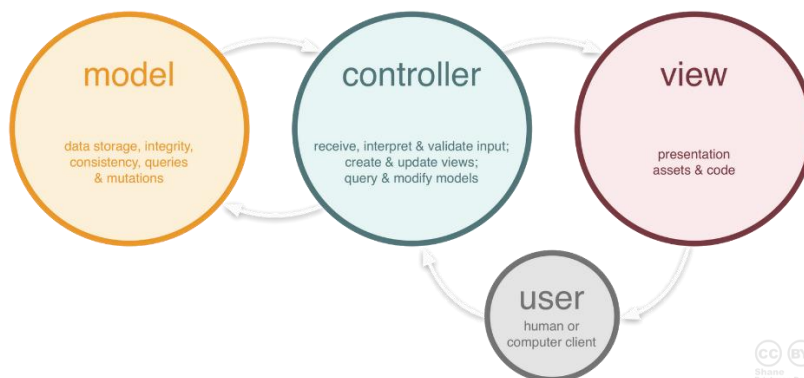 model
data storage, integrity,
consistency, queries
& mutations
controller
receive, interpret & validate input;
create & update views;
query & modify models
view
presentation
assets & code
user
human or
computer client
CC BY
Shane